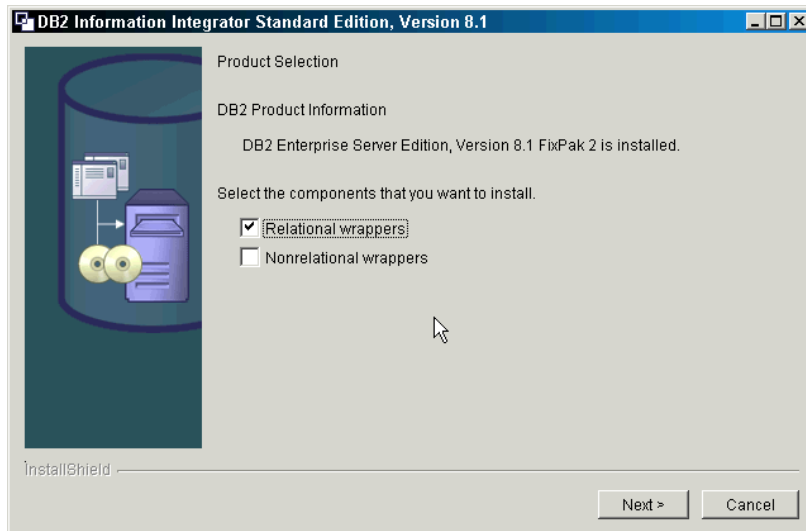 DB2 Information Integrator Standard Edition, Version 8.1
Product Selection
DB2 Product Information
DB2 Enterprise Server Edition, Version 8.1 FixPak 2 is installed.
Select the components that you want to install.
Relational wrappers
Nonrelational wrappers
InstallShield
Next >
Cancel